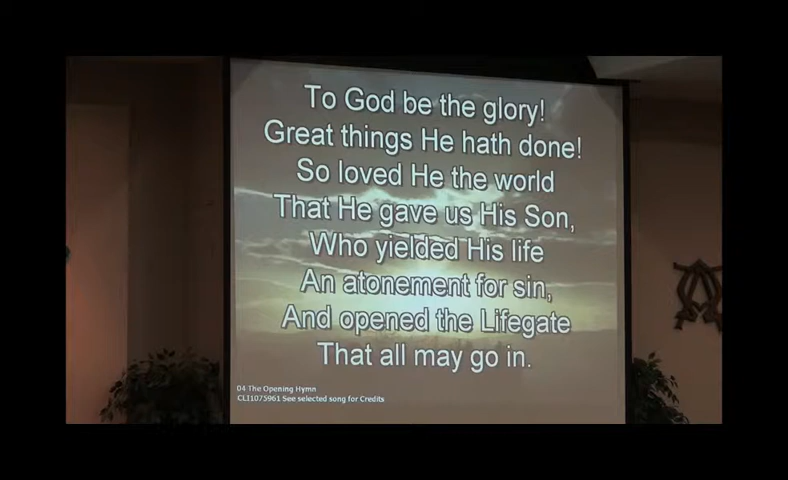 To God be the glory!
Great things He hath done!
So loved He the world
That He gave us His Son,
Who yielded His life
An atonement for sin,
And opened the Lifegate
That all may go in.
04 The Opening Hymn
CLI1075961 See selected song for Credits